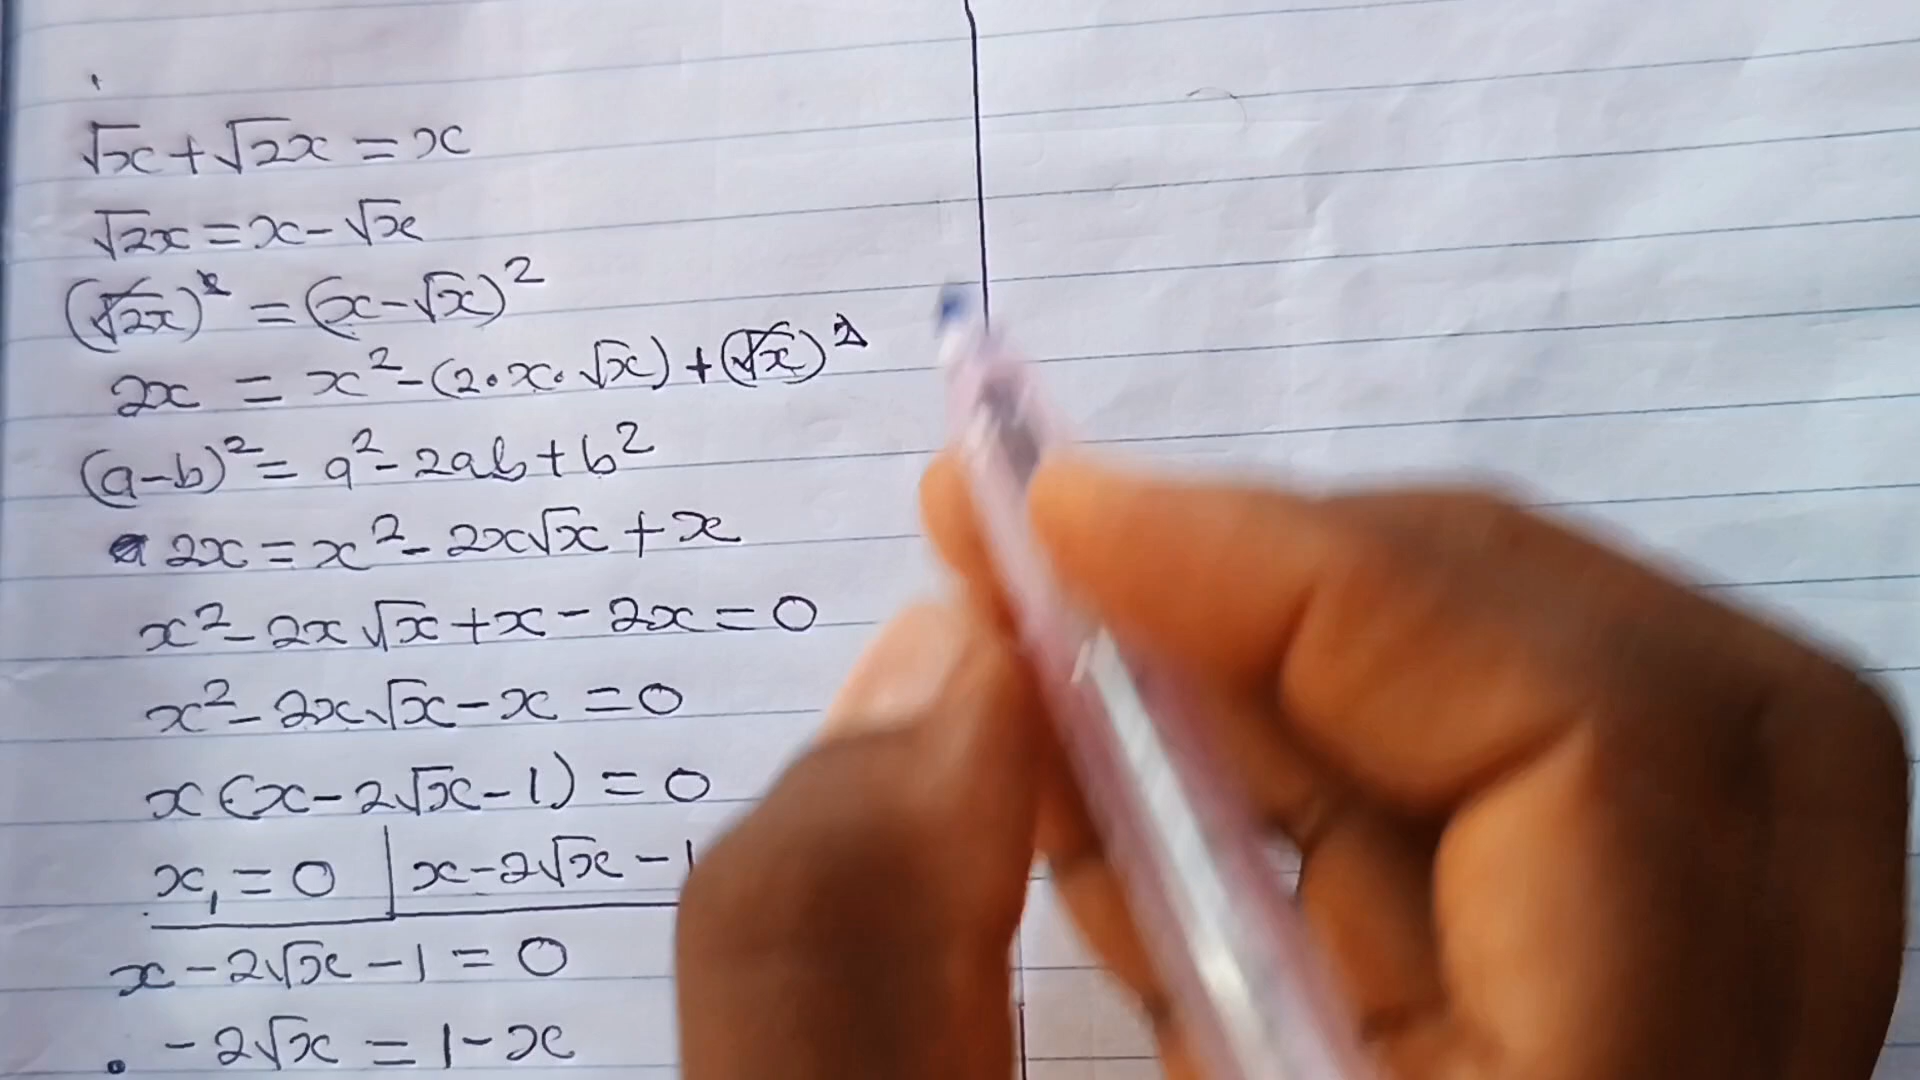 √x + √2x = x
√2x = x - √x
(√2x)² = (x - √x)²
2x = x² - (2·x·√x) + (√x)²
(a-b)² = a² - 2ab + b²
2x = x² - 2x√x + x
x² - 2x√x + x - 2x = 0
x² - 2x√x - x = 0
x(x - 2√x - 1) = 0
x₁ = 0 | x - 2√x - 1
x - 2√x - 1 = 0
-2√x = 1 - x